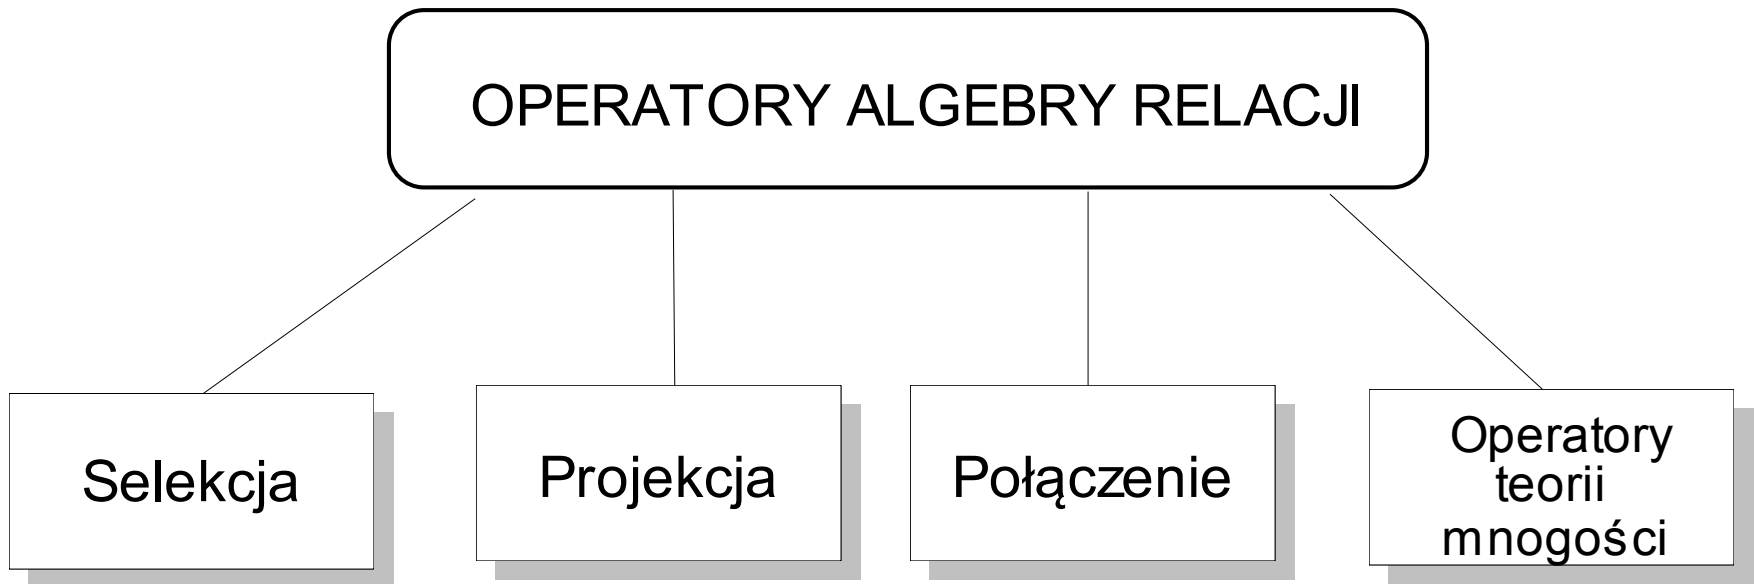 OPERATORY ALGEBRY RELACJI
Selekcja
Projekcja
Połączenie
Operatory
teorii
mnogości